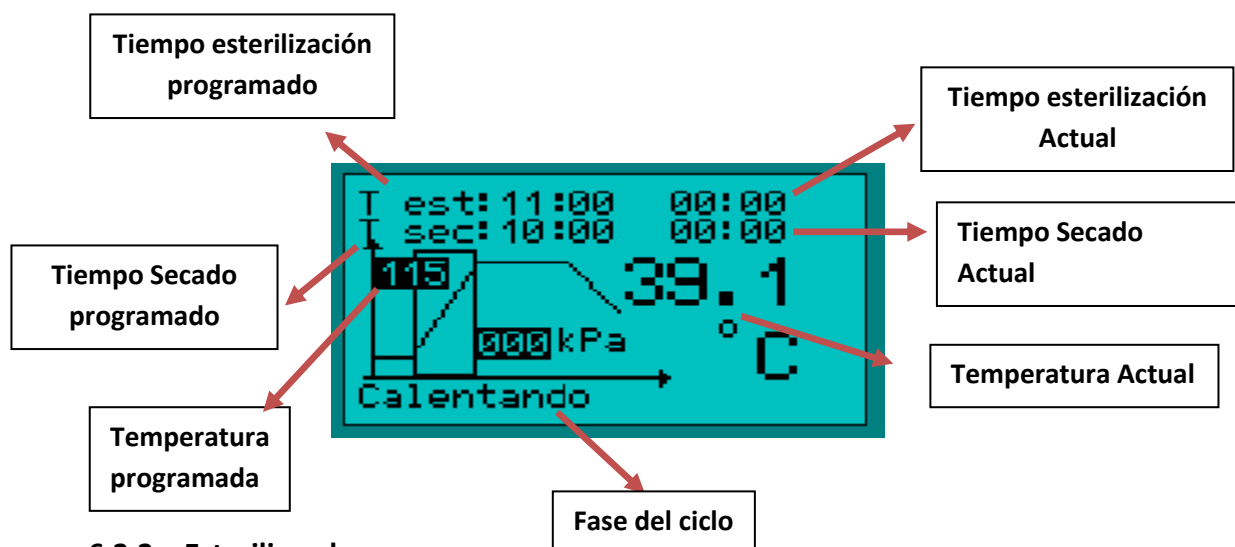 Tiempo esterilización
programado
Tiempo esterilización
Actual
T est:11:00 00:00
T sec:10:00 00:00
Tiempo Secado
Actual
Tiempo Secado
programado
115
39.1
°C
000 kPa
Temperatura Actual
Calentando
Temperatura
programada
Fase del ciclo